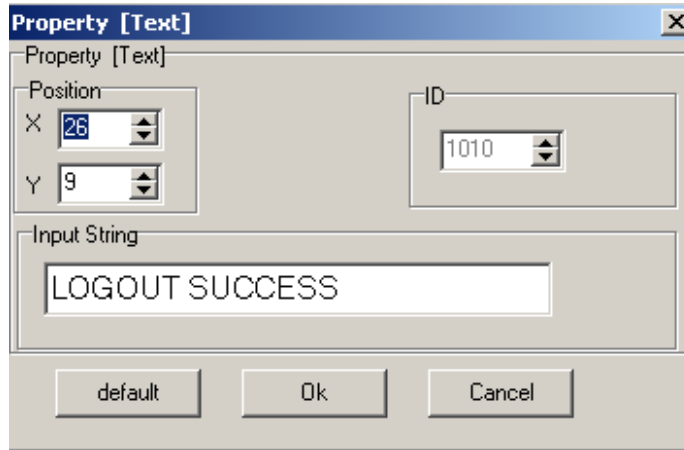 Property [Text]
Property [Text]
Position
ID
X 26
1010
Y 9
Input String
LOGOUT SUCCESS
default Ok Cancel